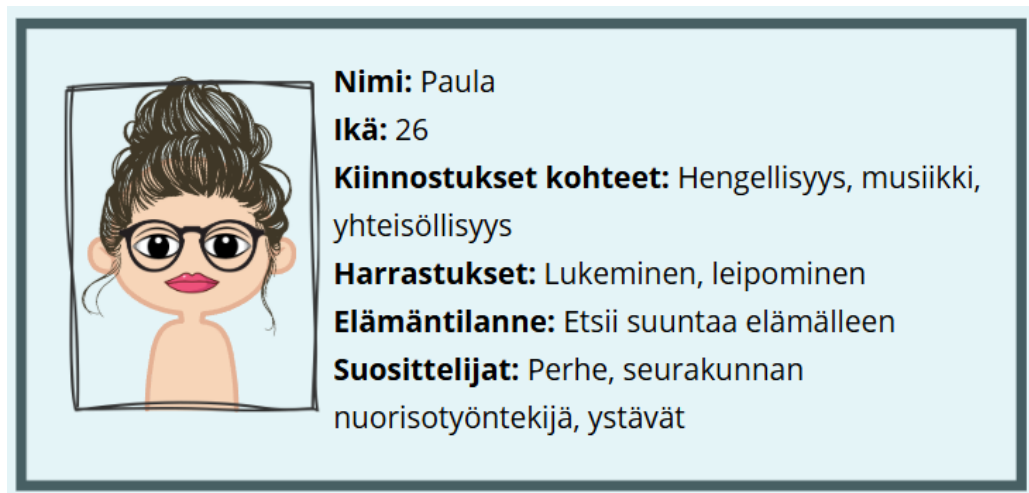 Nimi: Paula
Ikä: 26
Kiinnostukset kohteet: Hengellisyys, musiikki,
yhteisöllisyys
Harrastukset: Lukeminen, leipominen
Elämäntilanne: Etsii suuntaa elämälleen
Suosittelijat: Perhe, seurakunnan
nuorisotyöntekijä, ystävät